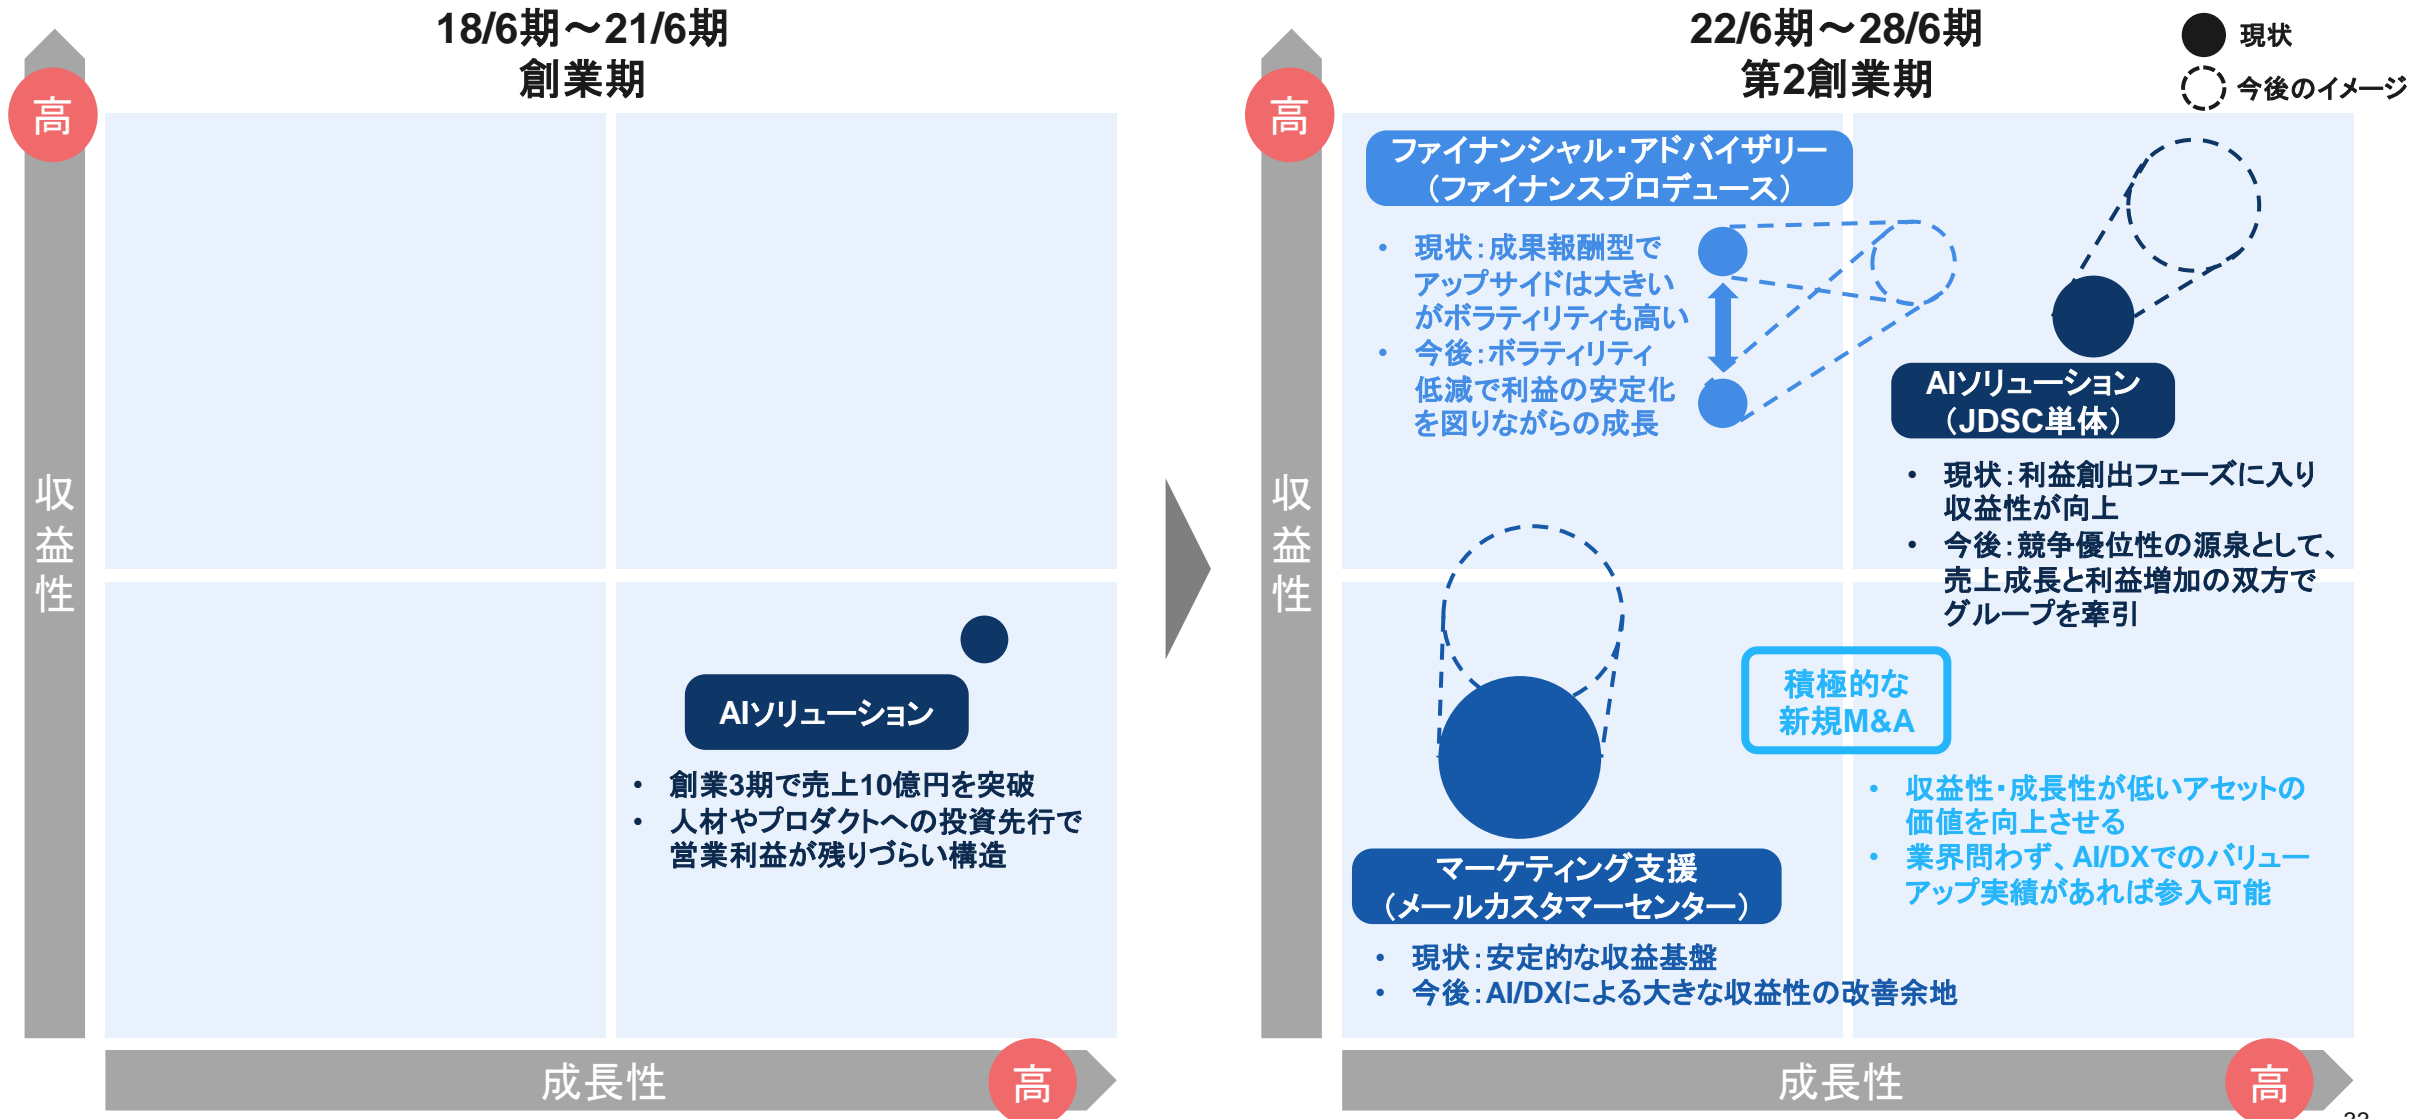 18/6期～21/6期
創業期
高
収益性
AIソリューション
• 創業3期で売上10億円を突破
• 人材やプロダクトへの投資先行で
営業利益が残りづらい構造
成長性
高
22/6期～28/6期
第2創業期
現状
今後のイメージ
高
収益性
ファイナンシャル・アドバイザリー
（ファイナンスプロデュース）
• 現状：成果報酬型で
アップサイドは大きい
がボラティリティも高い
• 今後：ボラティリティ
低減で利益の安定化
を図りながらの成長
AIソリューション
（JDSC単体）
• 現状：利益創出フェーズに入り
収益性が向上
• 今後：競争優位性の源泉として、
売上成長と利益増加の双方で
グループを牽引
積極的な
新規M&A
• 収益性・成長性が低いアセットの
価値を向上させる
• 業界問わず、AI/DXでのバリュー
アップ実績があれば参入可能
マーケティング支援
（メールカスタマーセンター）
• 現状：安定的な収益基盤
• 今後：AI/DXによる大きな収益性の改善余地
成長性
高